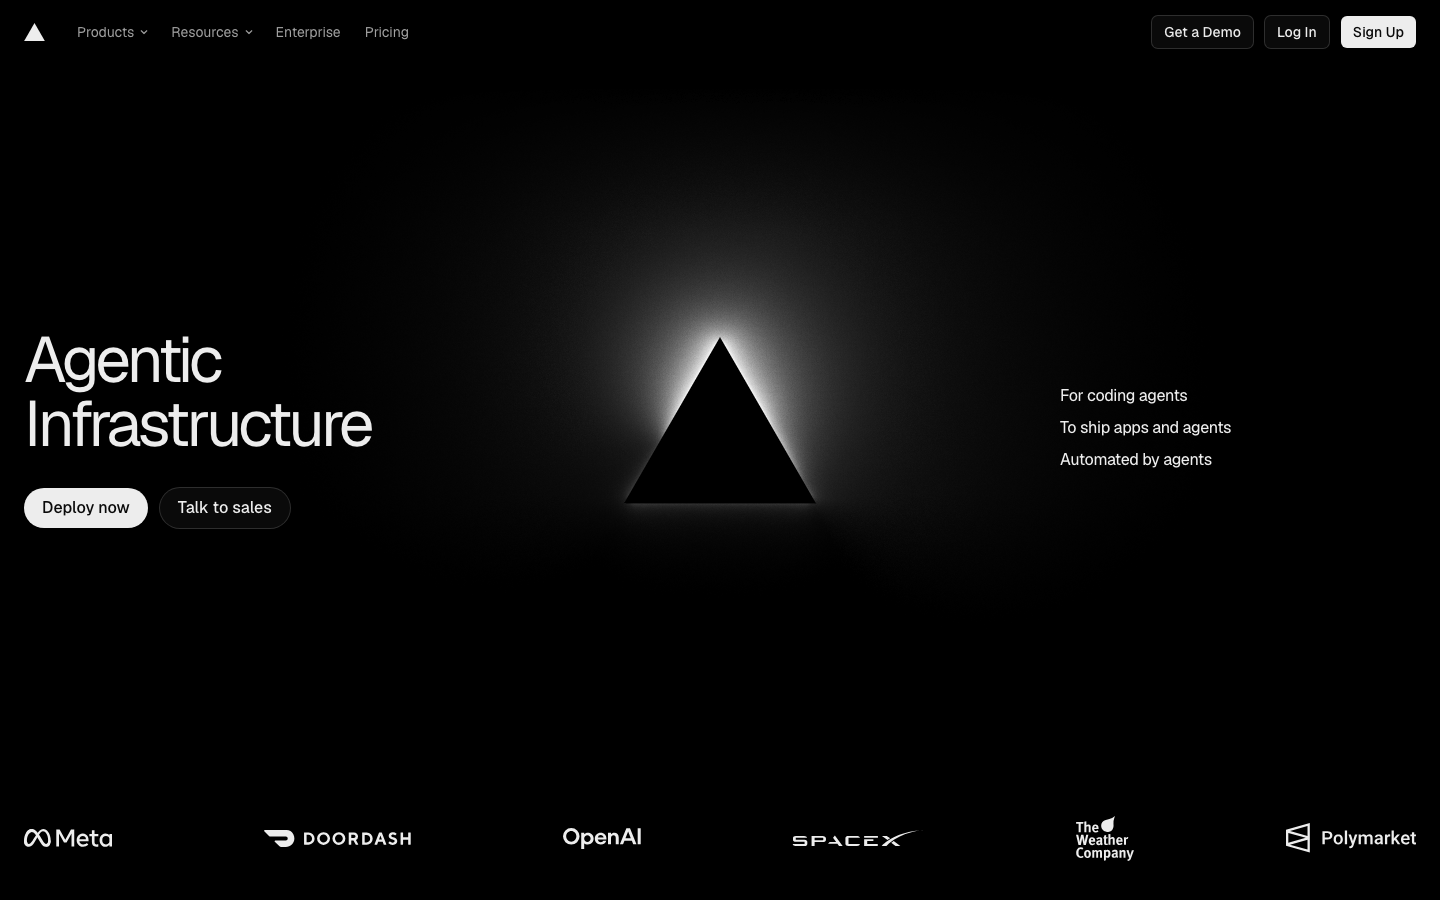 Products
Resources
Enterprise
Pricing
Get a Demo
Log In
Sign Up
Agentic
Infrastructure
Deploy now
Talk to sales
For coding agents
To ship apps and agents
Automated by agents
Meta
DOORDASH
OpenAI
SPACEX
The
Weather
Company
Polymarket